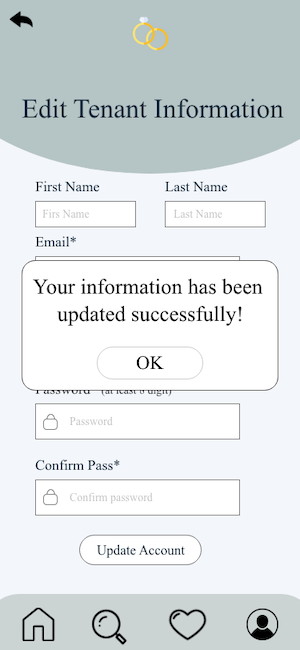 Edit Tenant Information
First Name Last Name
Firs Name Last Name
Email*
Your information has been
updated successfully!
OK
Password* (at least 8 digit)
Password
Confirm Pass*
Confirm password
Update Account